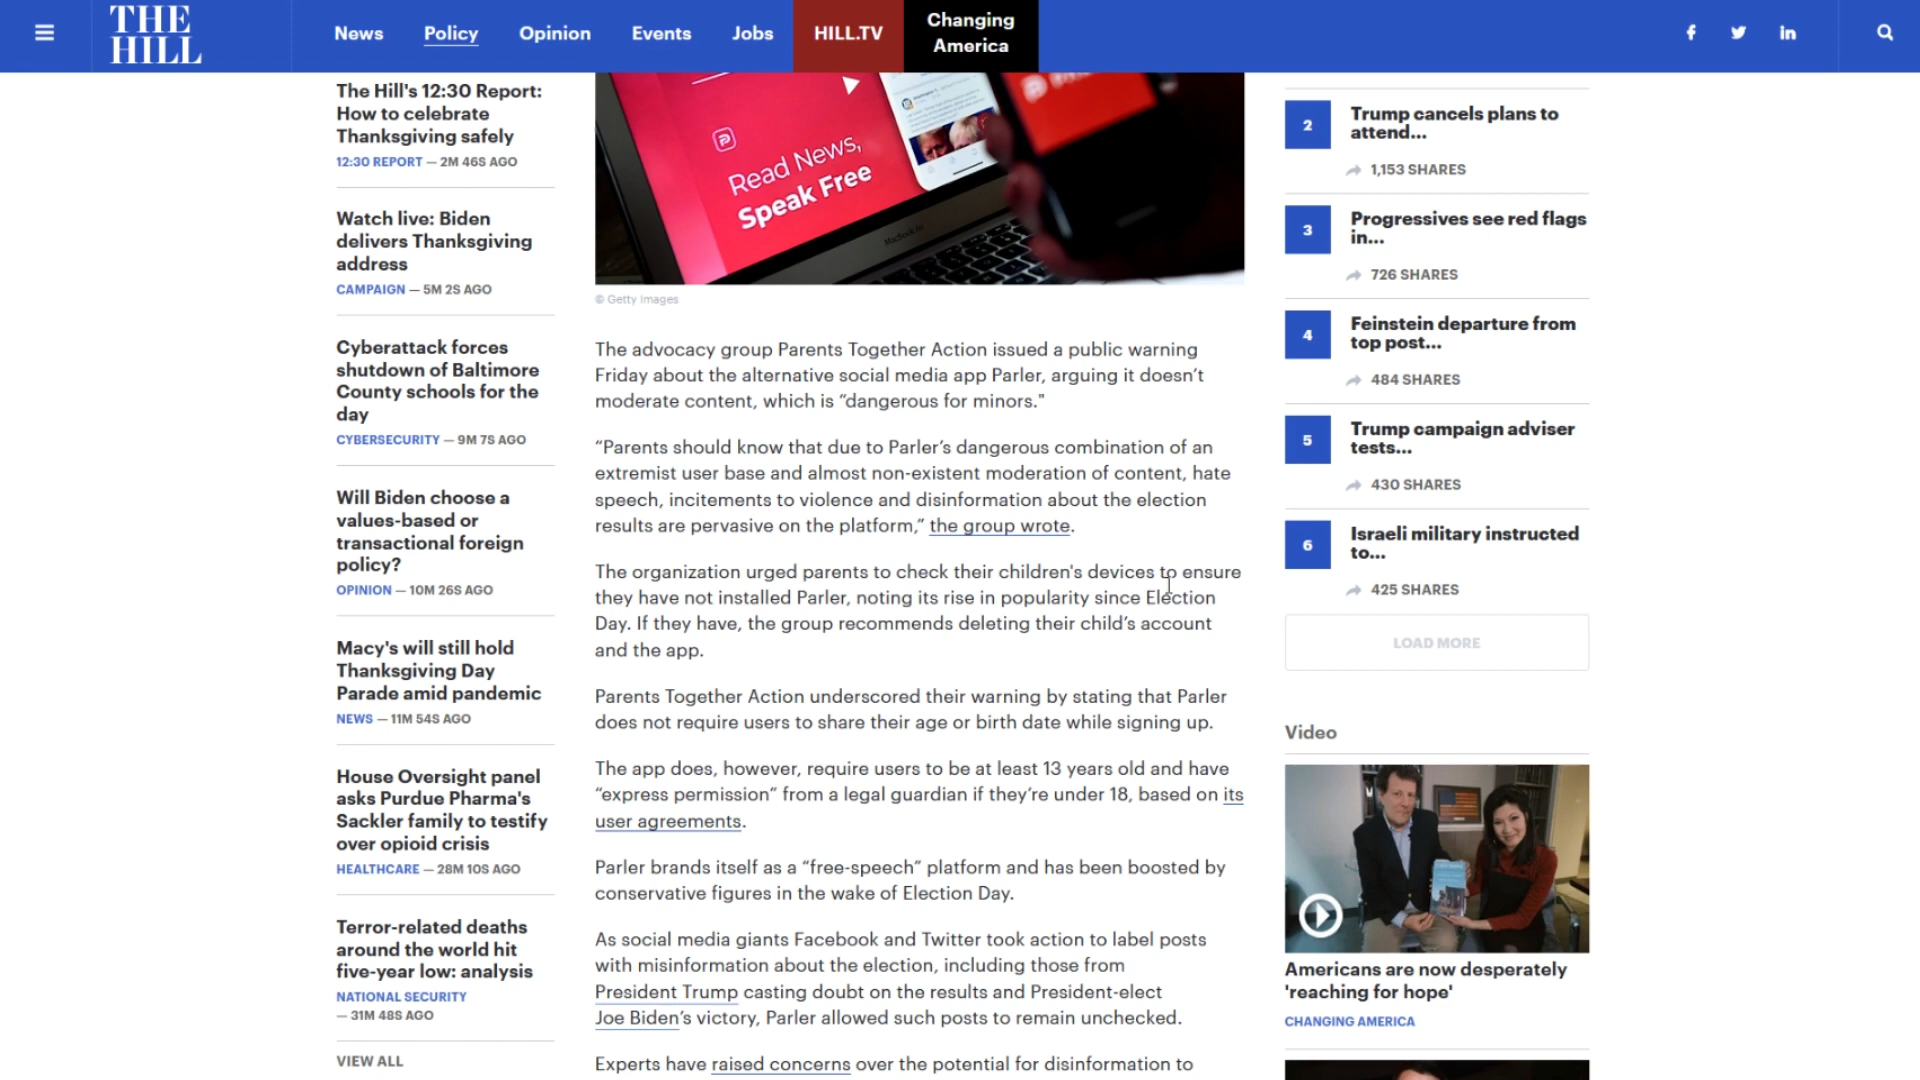 THE
HILL
News
Policy
Opinion
Events
Jobs
HILL.TV
Changing
America
The Hill's 12:30 Report:
How to celebrate
Thanksgiving safely
12:30 REPORT — 2M 46S AGO
Watch live: Biden
delivers Thanksgiving
address
CAMPAIGN — 5M 2S AGO
Cyberattack forces
shutdown of Baltimore
County schools for the
day
CYBERSECURITY — 9M 7S AGO
Will Biden choose a
values-based or
transactional foreign
policy?
OPINION — 10M 26S AGO
Macy's will still hold
Thanksgiving Day
Parade amid pandemic
NEWS — 11M 54S AGO
House Oversight panel
asks Purdue Pharma's
Sackler family to testify
over opioid crisis
HEALTHCARE — 28M 10S AGO
Terror-related deaths
around the world hit
five-year low: analysis
NATIONAL SECURITY
— 31M 48S AGO
VIEW ALL
Read News,
Speak Free
MacBook Air
© Getty Images
The advocacy group Parents Together Action issued a public warning
Friday about the alternative social media app Parler, arguing it doesn’t
moderate content, which is “dangerous for minors."
“Parents should know that due to Parler’s dangerous combination of an
extremist user base and almost non-existent moderation of content, hate
speech, incitements to violence and disinformation about the election
results are pervasive on the platform,” the group wrote.
The organization urged parents to check their children's devices to ensure
they have not installed Parler, noting its rise in popularity since Election
Day. If they have, the group recommends deleting their child’s account
and the app.
Parents Together Action underscored their warning by stating that Parler
does not require users to share their age or birth date while signing up.
The app does, however, require users to be at least 13 years old and have
“express permission” from a legal guardian if they’re under 18, based on its
user agreements.
Parler brands itself as a “free-speech” platform and has been boosted by
conservative figures in the wake of Election Day.
As social media giants Facebook and Twitter took action to label posts
with misinformation about the election, including those from
President Trump casting doubt on the results and President-elect
Joe Biden’s victory, Parler allowed such posts to remain unchecked.
Experts have raised concerns over the potential for disinformation to
2
Trump cancels plans to
attend...
1,153 SHARES
3
Progressives see red flags
in...
726 SHARES
4
Feinstein departure from
top post...
484 SHARES
5
Trump campaign adviser
tests...
430 SHARES
6
Israeli military instructed
to...
425 SHARES
LOAD MORE
Video
Americans are now desperately
'reaching for hope'
CHANGING AMERICA